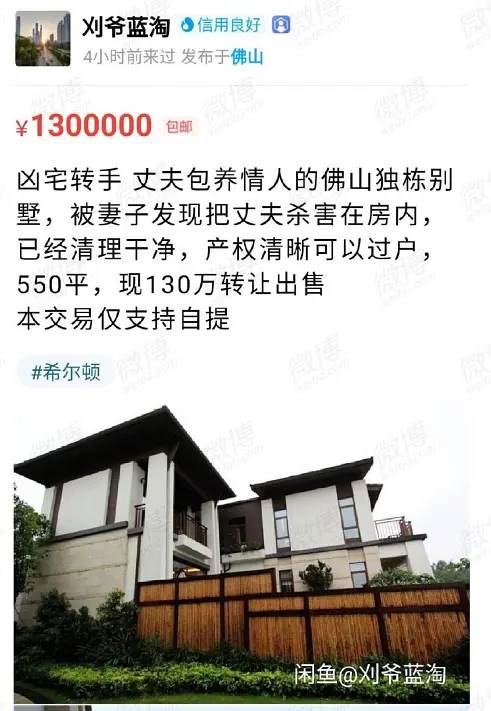 刘爷蓝淘 信用良好
4小时前来过 发布于佛山
¥1300000 包邮
凶宅转手 丈夫包养情人的佛山独栋别
墅，被妻子发现把丈夫杀害在房内，
已经清理干净，产权清晰可以过户，
550平，现130万转让出售
本交易仅支持自提
#希尔顿
闲鱼@刘爷蓝淘